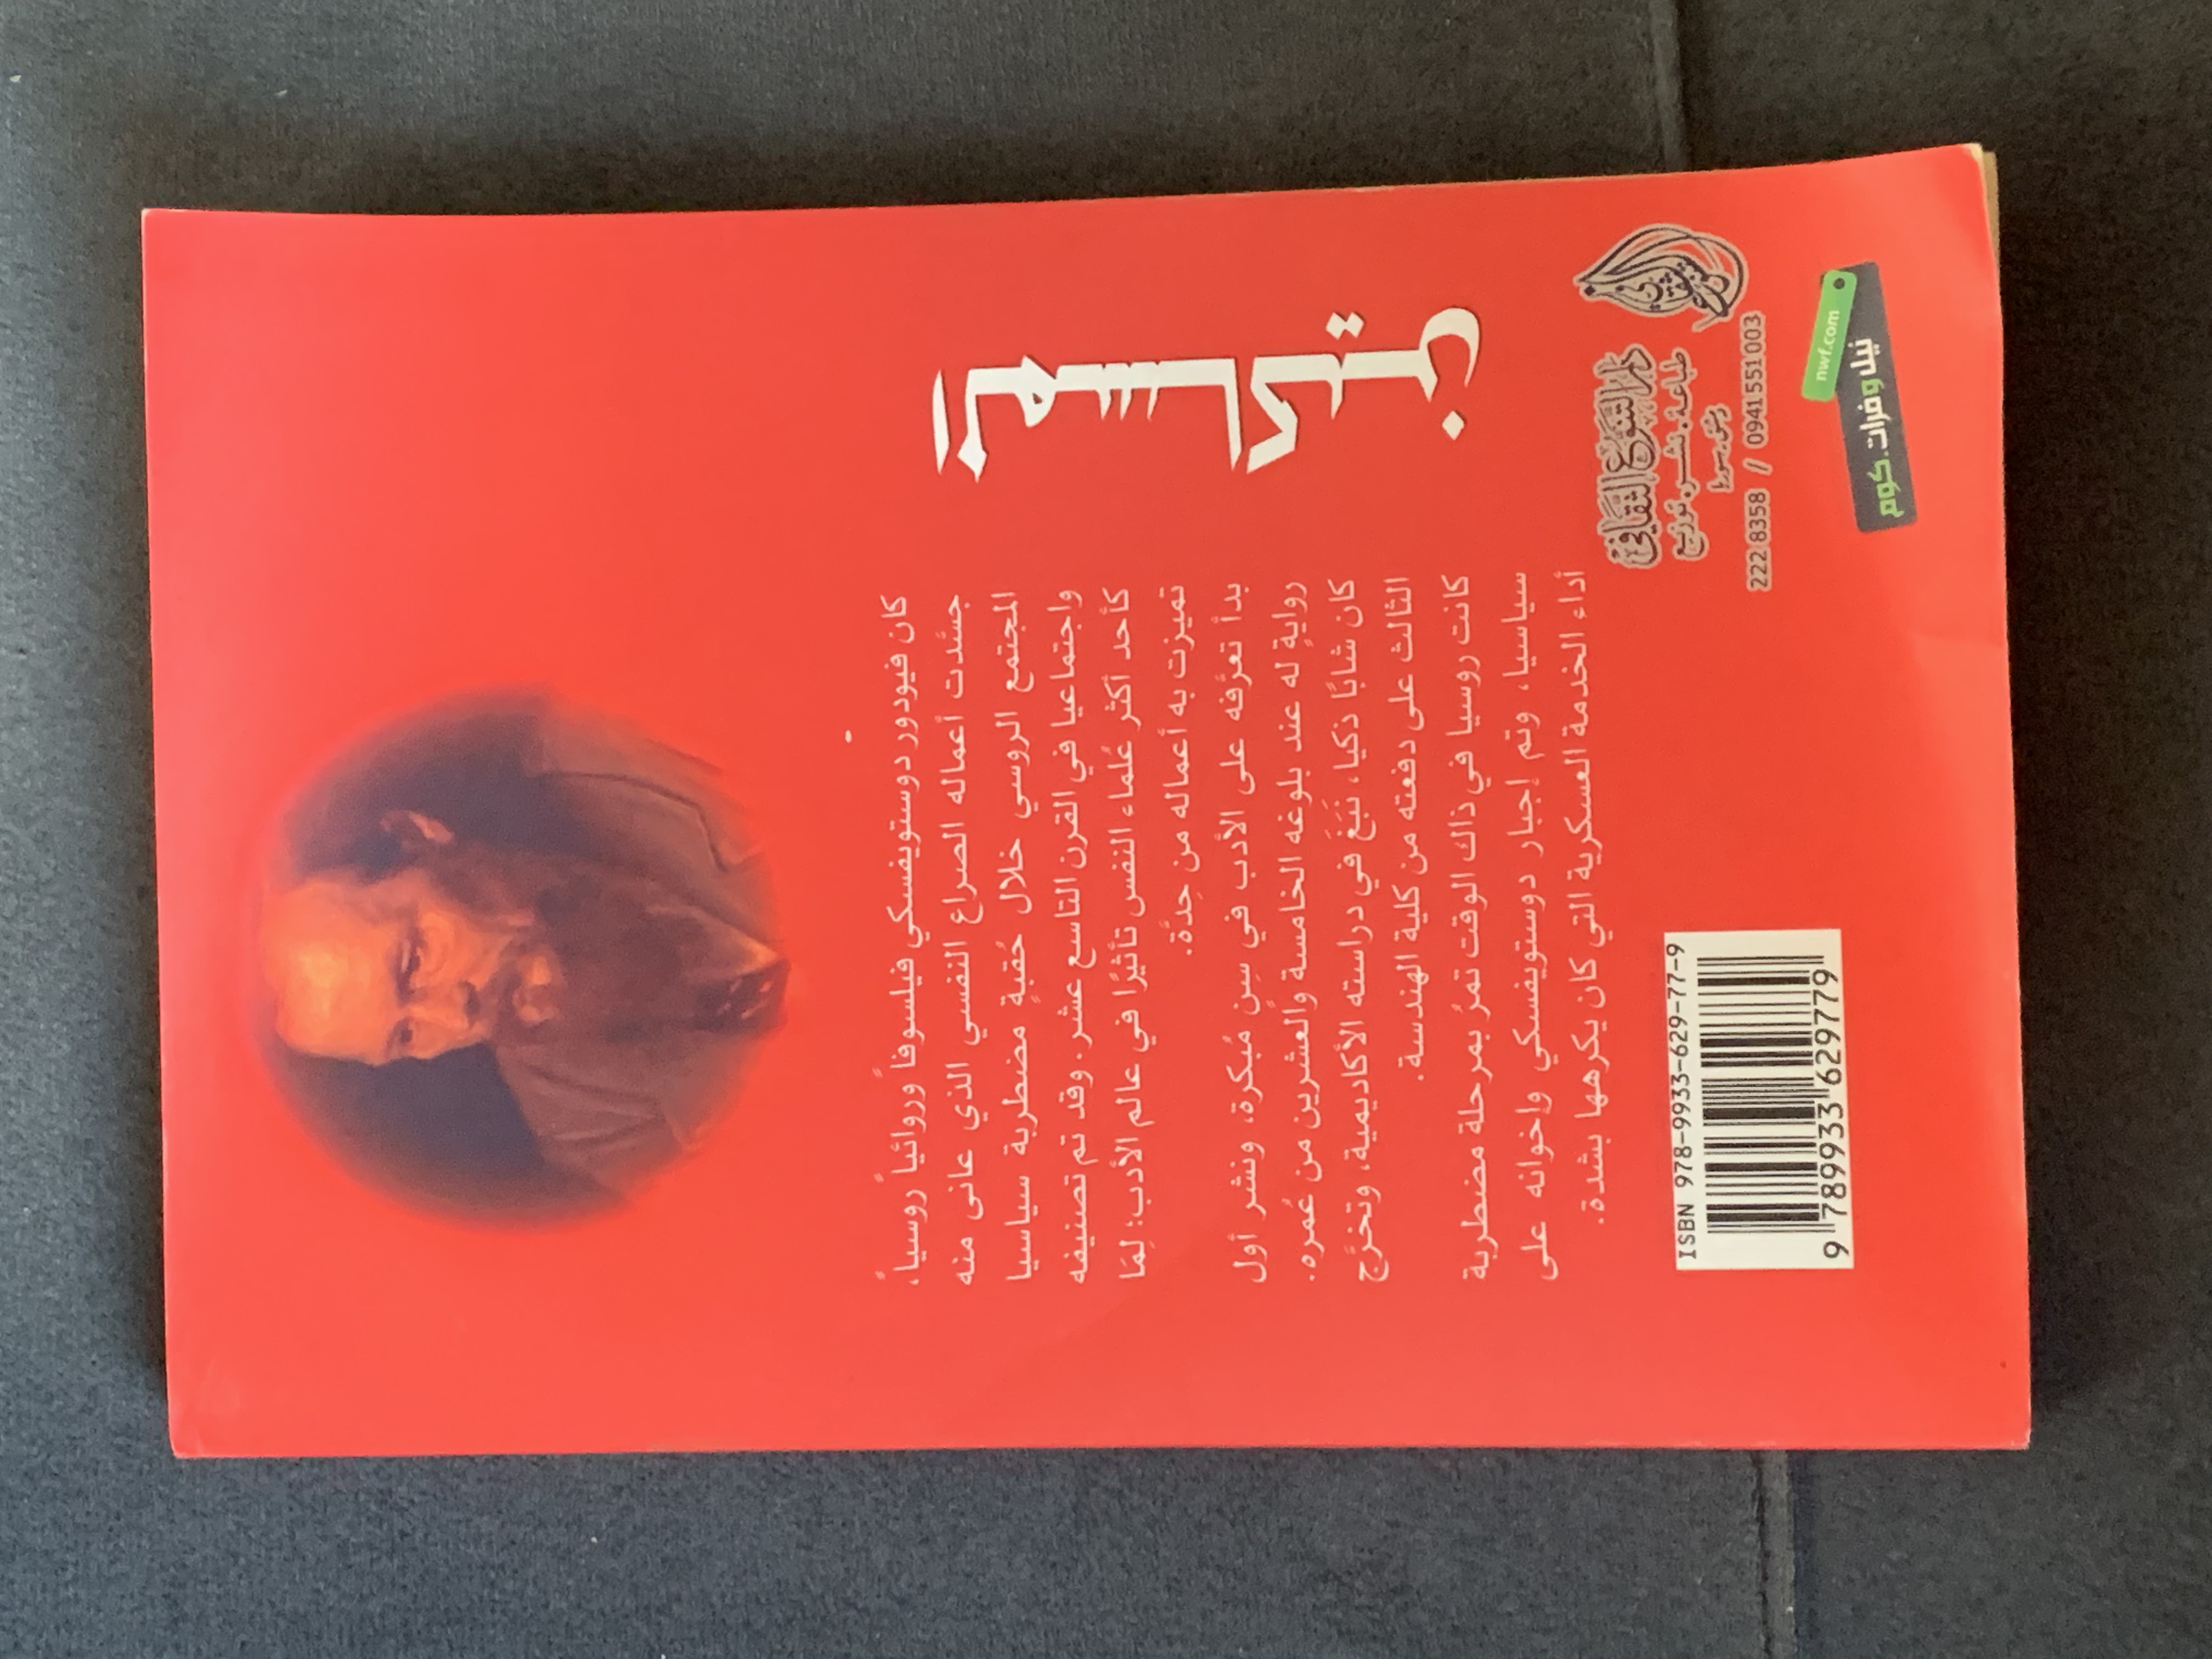 كان فيودور دوستويفسكي فيلسوفاً وروائياً روسياً،
جسَّدت أعماله الصراع النفسي الذي عانى منه
المجتمع الروسي خلال حُقبةٍ مضطربة سياسيا
واجتماعيا في القرن التاسع عشر. وقد تم تصنيفه
كأحد أكثر عُلماء النفس تأثيرًا في عالم الأدب؛ لِمَا
تميزت به أعماله من حِدَّة.
بدأ تعرَّفه على الأدب في سِنٍ مُبكرة، ونشر أول
روايةٍ له عند بلوغه الخامسة والعشرين من عُمره.
كان شابًا ذكيا، نَبَغَ في دراسته الأكاديمية، وتخرَّج
الثالث على دفعته من كلية الهندسة.
كانت روسيا في ذاك الوقت تمرُ بمرحلة مضطربة
سياسيا، وتم إجبار دوستويفسكي وإخوانه على
أداء الخدمة العسكرية التي كان يكرهها بشدة.
المساكين
دَارُ التَّنَوُّعِ الثَّقَافِيّ
طباعة. نشر. توزيع
دمشق ـ سوريا
222 8358 / 0941551003
التنوع الثقافي
ISBN 978-9933-629-77-9
9 789933 629779
nwf.com
نيل وفرات.كوم